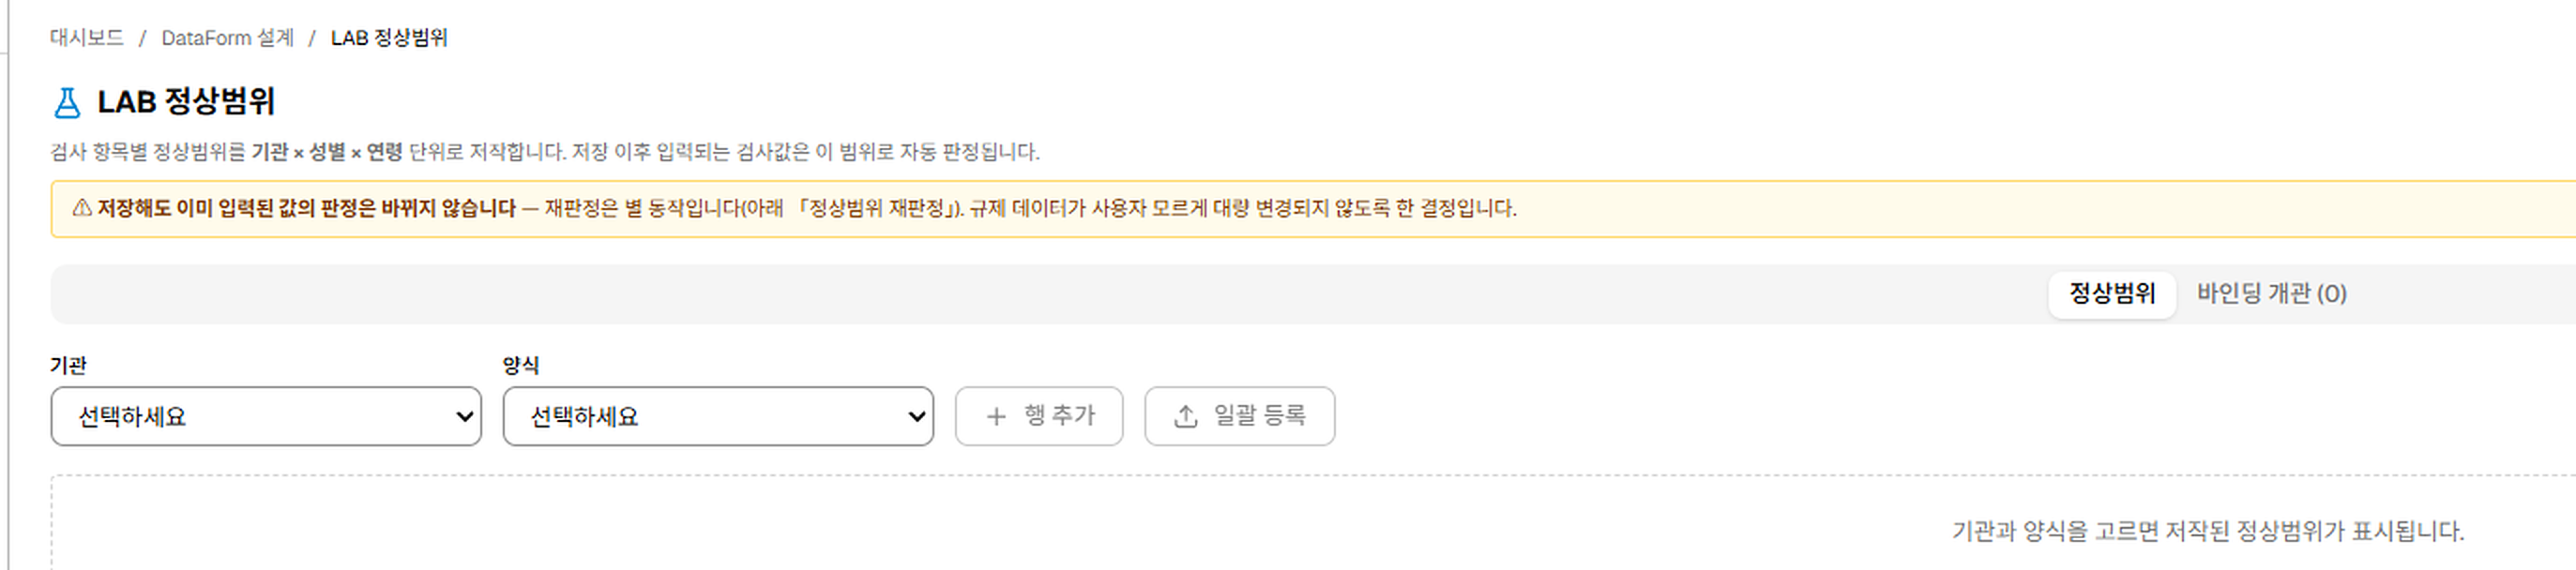 대시보드 / DataForm 설계 / LAB 정상범위
LAB 정상범위
검사 항목별 정상범위를 기관 × 성별 × 연령 단위로 저작합니다. 저장 이후 입력되는 검사값은 이 범위로 자동 판정됩니다.
⚠ 저장해도 이미 입력된 값의 판정은 바뀌지 않습니다 — 재판정은 별 동작입니다(아래 「정상범위 재판정」). 규제 데이터가 사용자 모르게 대량 변경되지 않도록 한 결정입니다.
정상범위 바인딩 개관 (0)
기관 양식
선택하세요 선택하세요 + 행 추가 일괄 등록
기관과 양식을 고르면 저작된 정상범위가 표시됩니다.